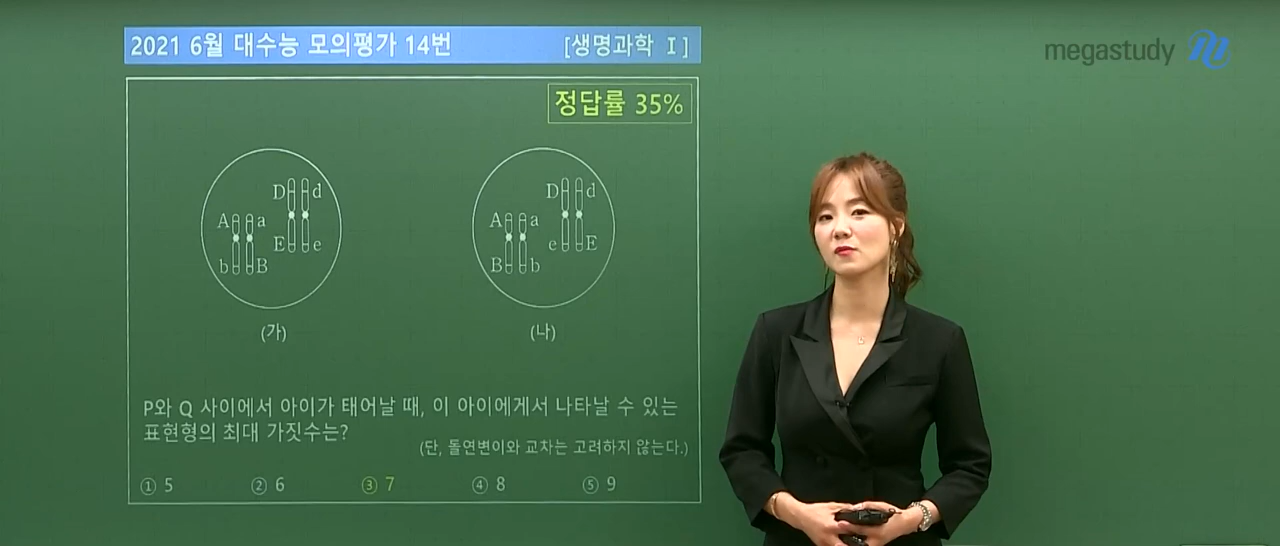 2021 6월 대수능 모의평가 14번 [생명과학 Ⅰ]
megastudy
정답률 35%
D d
A a
E e
b B
(가)
D d
A a
e E
B b
(나)
P와 Q 사이에서 아이가 태어날 때, 이 아이에게서 나타날 수 있는
표현형의 최대 가짓수는?
(단, 돌연변이와 교차는 고려하지 않는다.)
① 5 ② 6 ③ 7 ④ 8 ⑤ 9